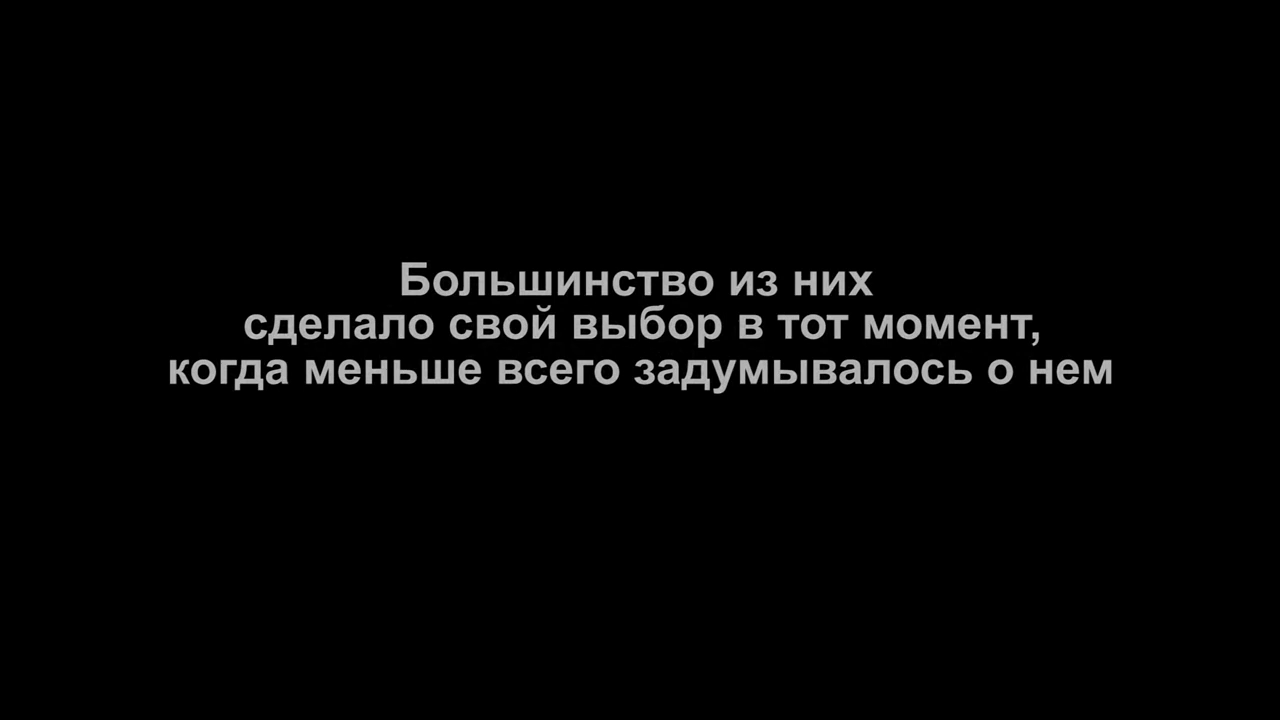 Большинство из них
сделало свой выбор в тот момент,
когда меньше всего задумывалось о нем